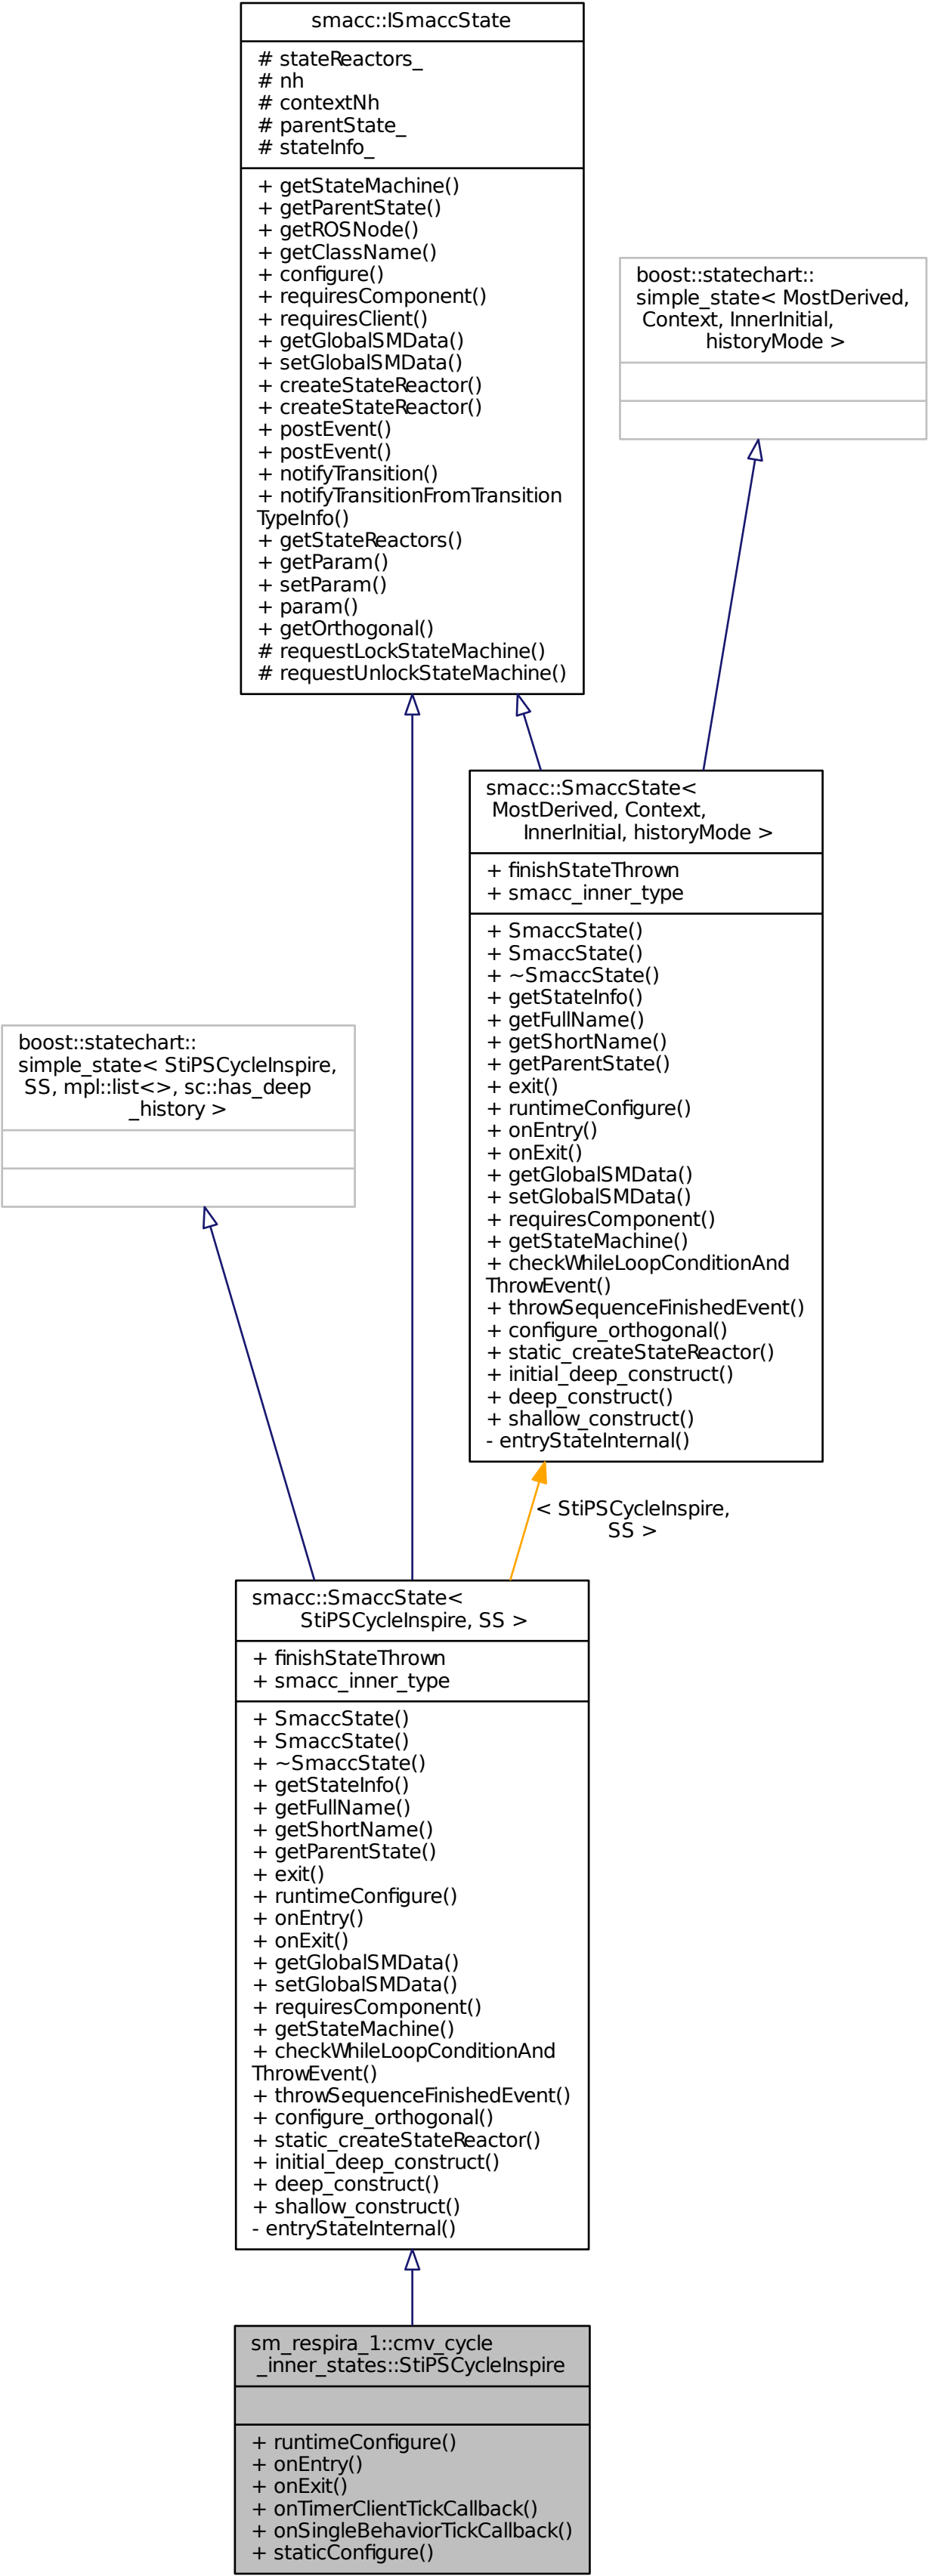 smacc::ISmaccState
# stateReactors_
# nh
# contextNh
# parentState_
# stateInfo_
+ getStateMachine()
+ getParentState()
+ getROSNode()
+ getClassName()
+ configure()
+ requiresComponent()
+ requiresClient()
+ getGlobalSMData()
+ setGlobalSMData()
+ createStateReactor()
+ createStateReactor()
+ postEvent()
+ postEvent()
+ notifyTransition()
+ notifyTransitionFromTransition
TypeInfo()
+ getStateReactors()
+ getParam()
+ setParam()
+ param()
+ getOrthogonal()
# requestLockStateMachine()
# requestUnlockStateMachine()
boost::statechart::
simple_state< MostDerived,
Context, InnerInitial,
historyMode >
smacc::SmaccState<
MostDerived, Context,
InnerInitial, historyMode >
+ finishStateThrown
+ smacc_inner_type
+ SmaccState()
+ SmaccState()
+ ~SmaccState()
+ getStateInfo()
+ getFullName()
+ getShortName()
+ getParentState()
+ exit()
+ runtimeConfigure()
+ onEntry()
+ onExit()
+ getGlobalSMData()
+ setGlobalSMData()
+ requiresComponent()
+ getStateMachine()
+ checkWhileLoopConditionAnd
ThrowEvent()
+ throwSequenceFinishedEvent()
+ configure_orthogonal()
+ static_createStateReactor()
+ initial_deep_construct()
+ deep_construct()
+ shallow_construct()
- entryStateInternal()
boost::statechart::
simple_state< StiPSCycleInspire,
SS, mpl::list<>, sc::has_deep
_history >
< StiPSCycleInspire,
SS >
smacc::SmaccState<
StiPSCycleInspire, SS >
+ finishStateThrown
+ smacc_inner_type
+ SmaccState()
+ SmaccState()
+ ~SmaccState()
+ getStateInfo()
+ getFullName()
+ getShortName()
+ getParentState()
+ exit()
+ runtimeConfigure()
+ onEntry()
+ onExit()
+ getGlobalSMData()
+ setGlobalSMData()
+ requiresComponent()
+ getStateMachine()
+ checkWhileLoopConditionAnd
ThrowEvent()
+ throwSequenceFinishedEvent()
+ configure_orthogonal()
+ static_createStateReactor()
+ initial_deep_construct()
+ deep_construct()
+ shallow_construct()
- entryStateInternal()
sm_respira_1::cmv_cycle
_inner_states::StiPSCycleInspire
+ runtimeConfigure()
+ onEntry()
+ onExit()
+ onTimerClientTickCallback()
+ onSingleBehaviorTickCallback()
+ staticConfigure()